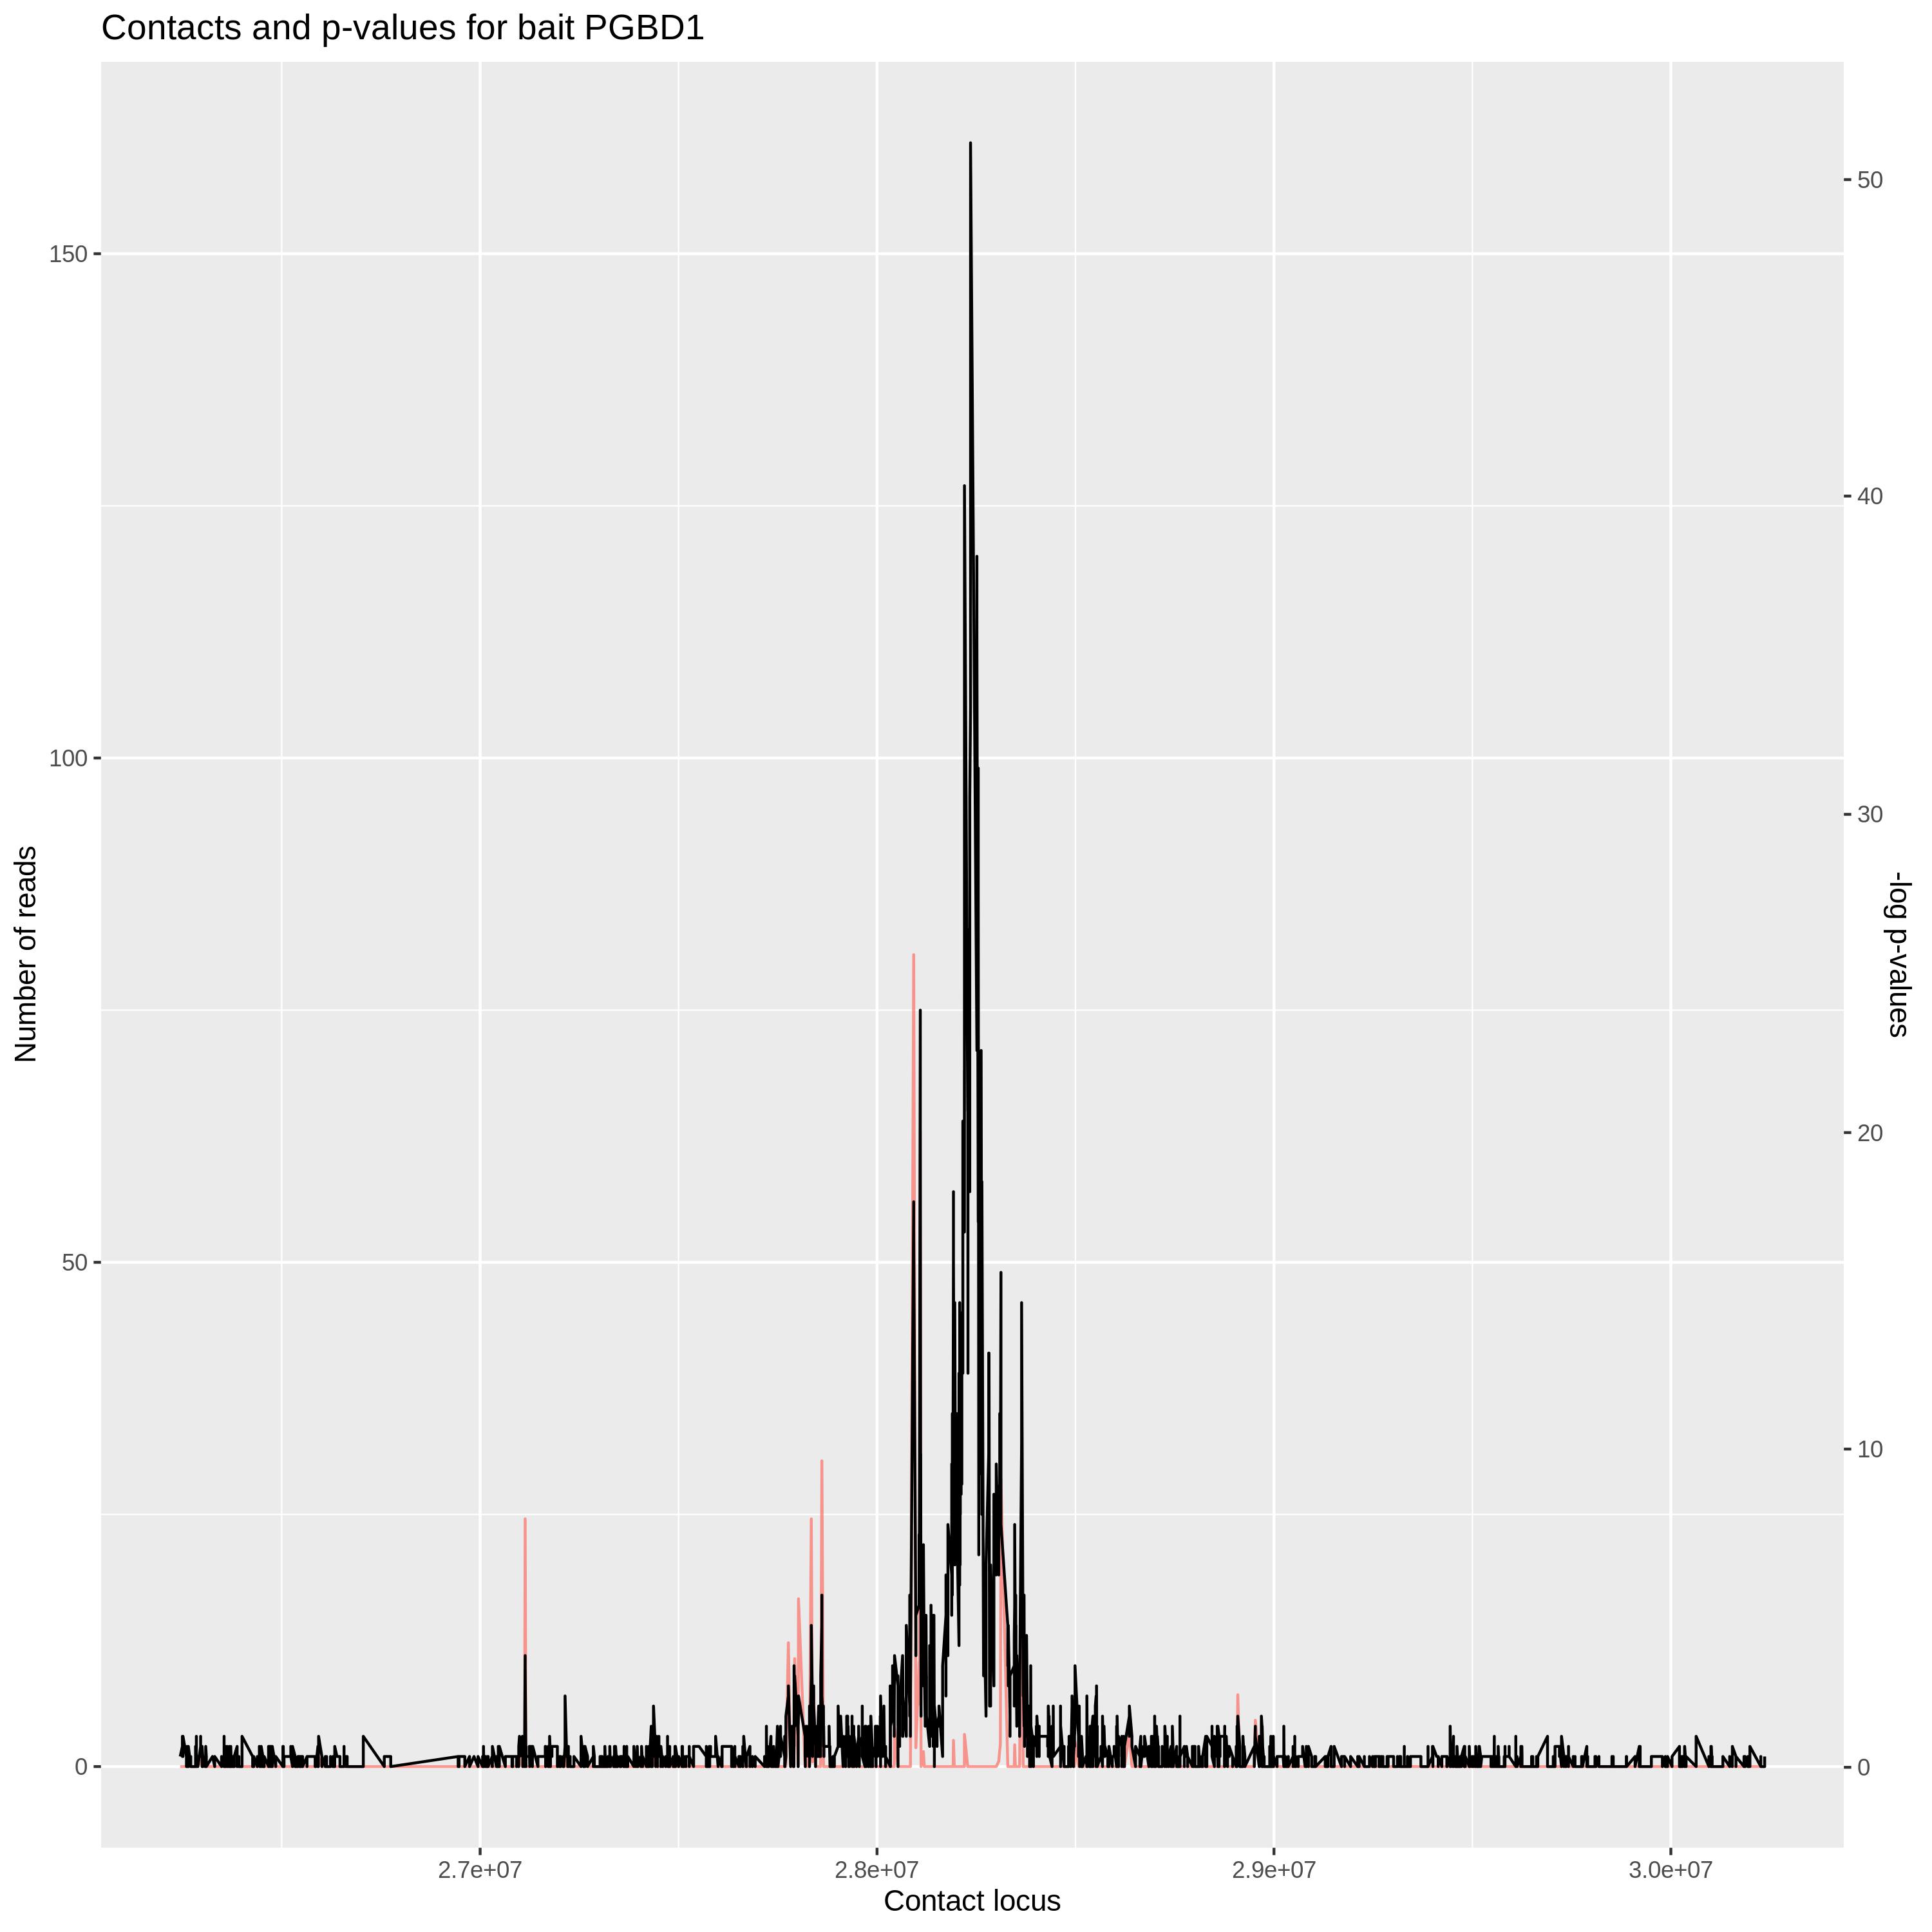 Contacts and p-values for bait PGBD1
150
100
50
0
Number of reads
50
40
30
20
10
0
-log p-values
2.7e+07
2.8e+07
2.9e+07
3.0e+07
Contact locus